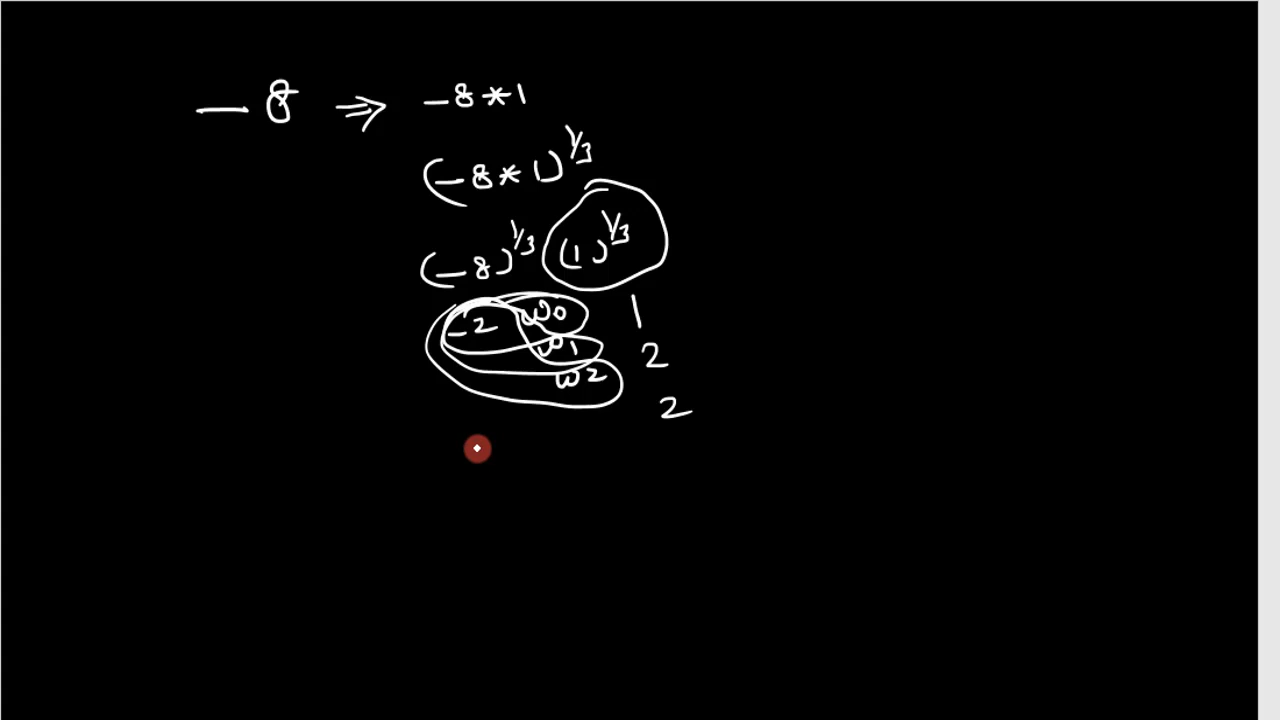 — 8 ⇒ -8*1
(-8*1)^1/3
(-8)^1/3 (1)^1/3
-2 ω0 1
ω1 2
ω2
2